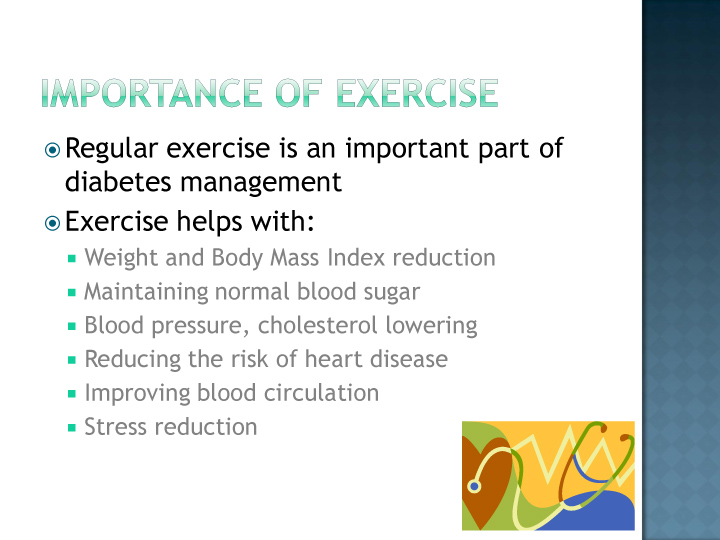 IMPORTANCE OF EXERCISE
Regular exercise is an important part of
diabetes management
Exercise helps with:
Weight and Body Mass Index reduction
Maintaining normal blood sugar
Blood pressure, cholesterol lowering
Reducing the risk of heart disease
Improving blood circulation
Stress reduction